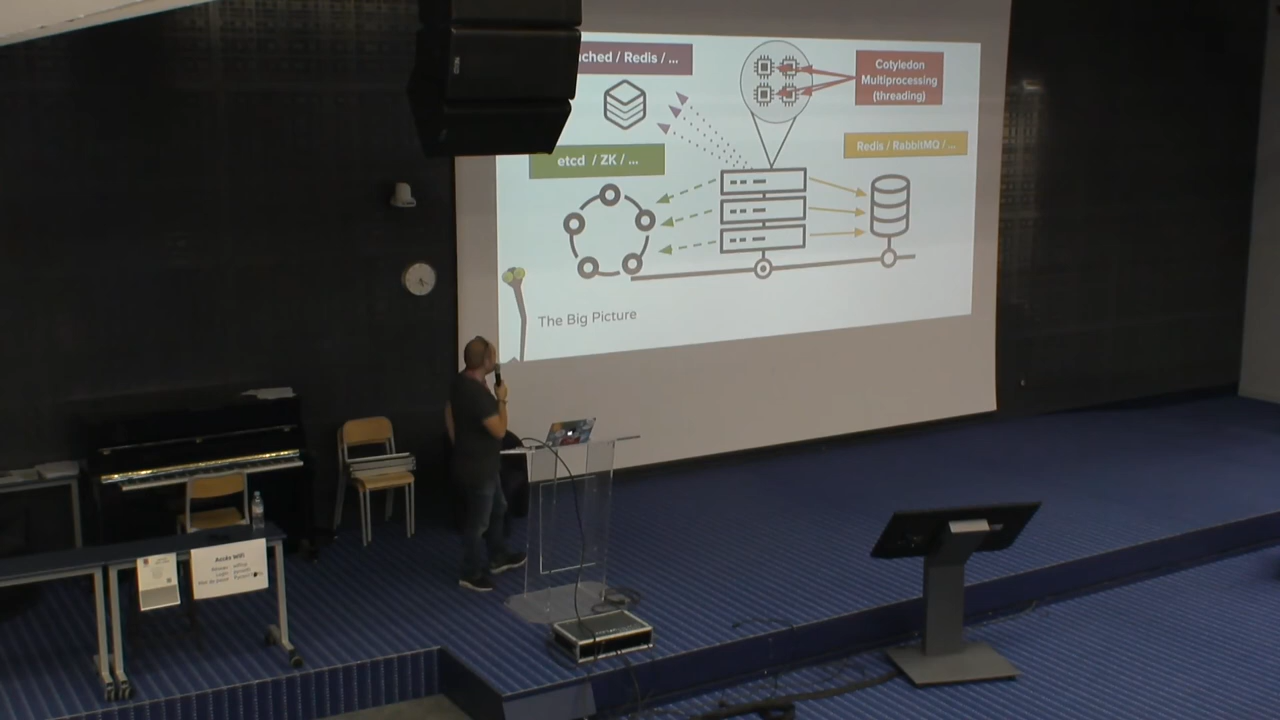 ched / Redis / ...
Cotyledon
Multiprocessing
(threading)
etcd / ZK / ...
Redis / RabbitMQ / ...
The Big Picture
Accès Wifi